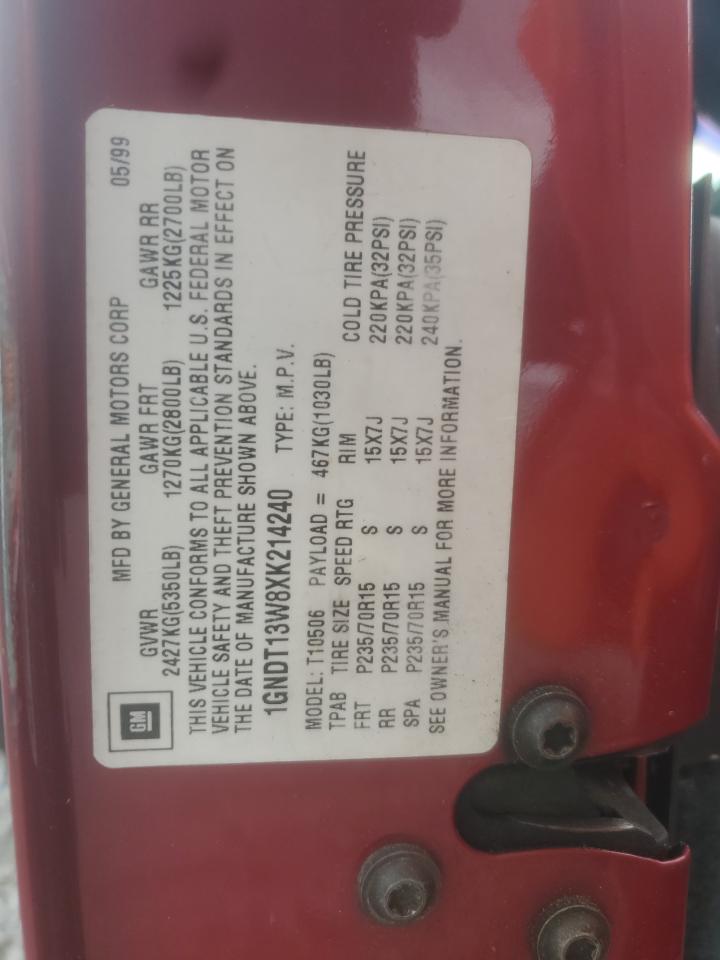 GM
MFD BY GENERAL MOTORS CORP 05/99
GVWR GAWR FRT GAWR RR
2427KG(5350LB) 1270KG(2800LB) 1225KG(2700LB)
THIS VEHICLE CONFORMS TO ALL APPLICABLE U.S. FEDERAL MOTOR
VEHICLE SAFETY AND THEFT PREVENTION STANDARDS IN EFFECT ON
THE DATE OF MANUFACTURE SHOWN ABOVE.
1GNDT13W8XK214240 TYPE: M.P.V.
MODEL: T10506 PAYLOAD = 467KG(1030LB)
TPAB TIRE SIZE SPEED RTG RIM COLD TIRE PRESSURE
FRT P235/70R15 S 15X7J 220KPA(32PSI)
RR P235/70R15 S 15X7J 220KPA(32PSI)
SPA P235/70R15 S 15X7J 240KPA(35PSI)
SEE OWNER'S MANUAL FOR MORE INFORMATION.